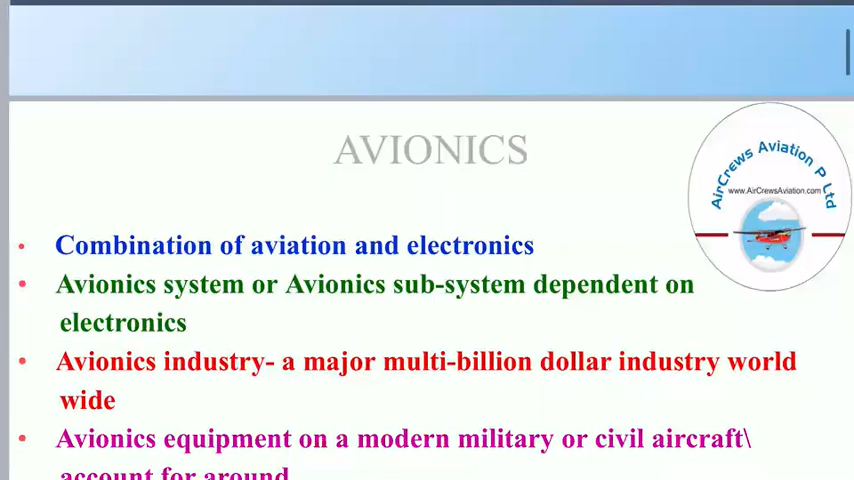 AVIONICS
AirCrews Aviation P Ltd
www.AirCrewsAviation.com
• Combination of aviation and electronics
• Avionics system or Avionics sub-system dependent on
electronics
• Avionics industry- a major multi-billion dollar industry world
wide
• Avionics equipment on a modern military or civil aircraft\
account for around